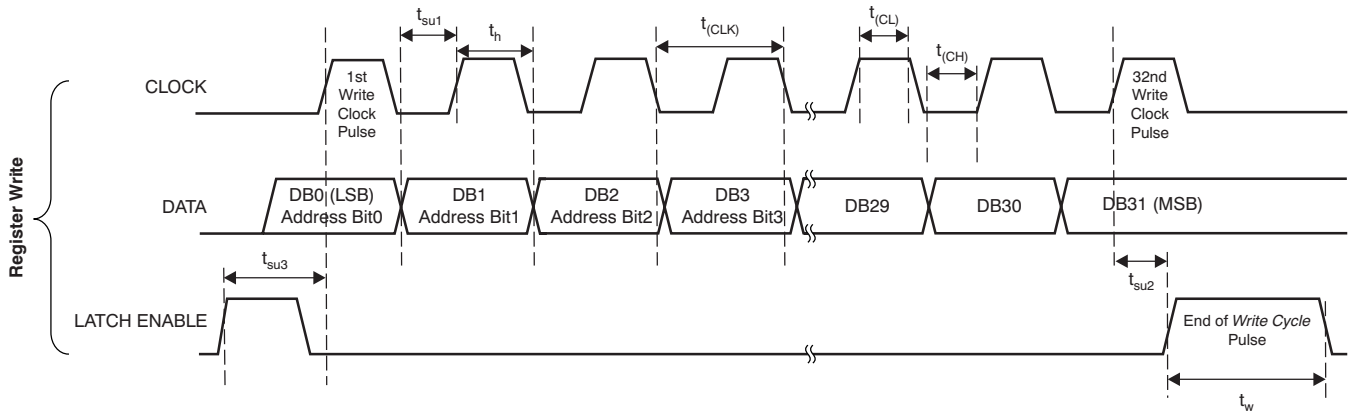 t_su1
t_h
t_(CLK)
t_(CL)
t_(CH)
CLOCK
1st
Write
Clock
Pulse
32nd
Write
Clock
Pulse
Register Write
DATA
DB0 (LSB)
Address Bit0
DB1
Address Bit1
DB2
Address Bit2
DB3
Address Bit3
DB29
DB30
DB31 (MSB)
t_su3
t_su2
LATCH ENABLE
End of Write Cycle
Pulse
t_w